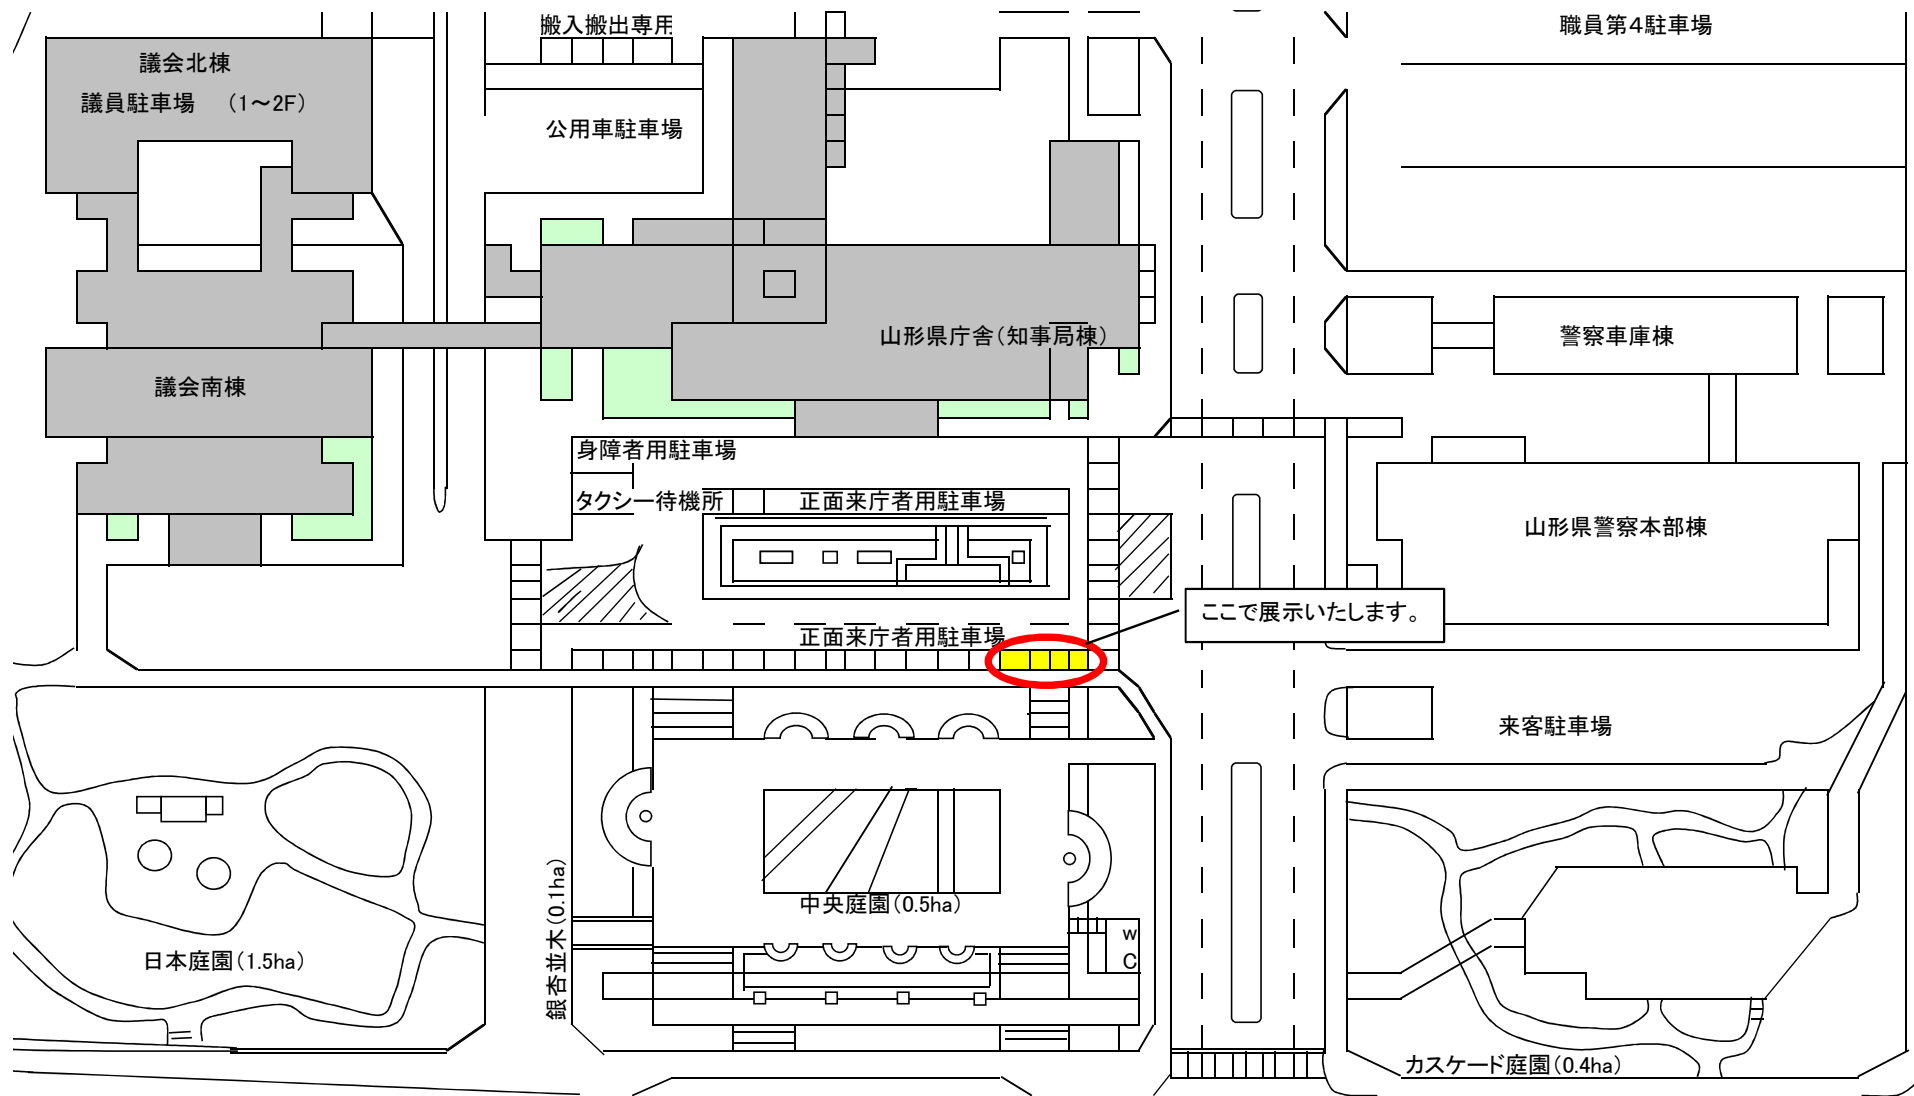 搬入搬出専用
職員第4駐車場
議会北棟
議員駐車場　（1～2F）
公用車駐車場
山形県庁舎（知事局棟）
警察車庫棟
議会南棟
身障者用駐車場
タクシー待機所
正面来庁者用駐車場
山形県警察本部棟
ここで展示いたします。
正面来庁者用駐車場
来客駐車場
中央庭園（0.5ha）
銀杏並木（0.1ha）
w
C
日本庭園（1.5ha）
カスケード庭園（0.4ha）